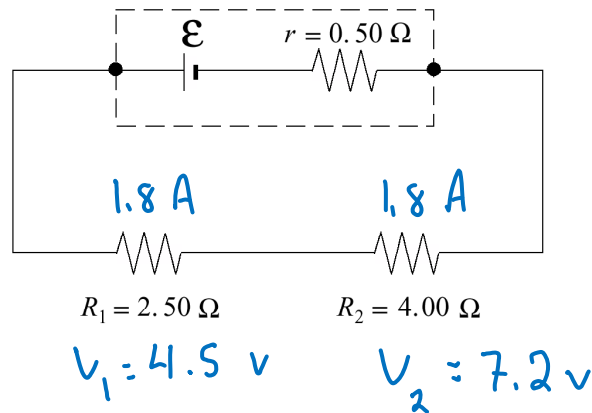 ε r = 0.50 Ω
1.8 A 1,8 A
R₁ = 2.50 Ω R₂ = 4.00 Ω
V₁ = 4.5 v V₂ = 7.2 v